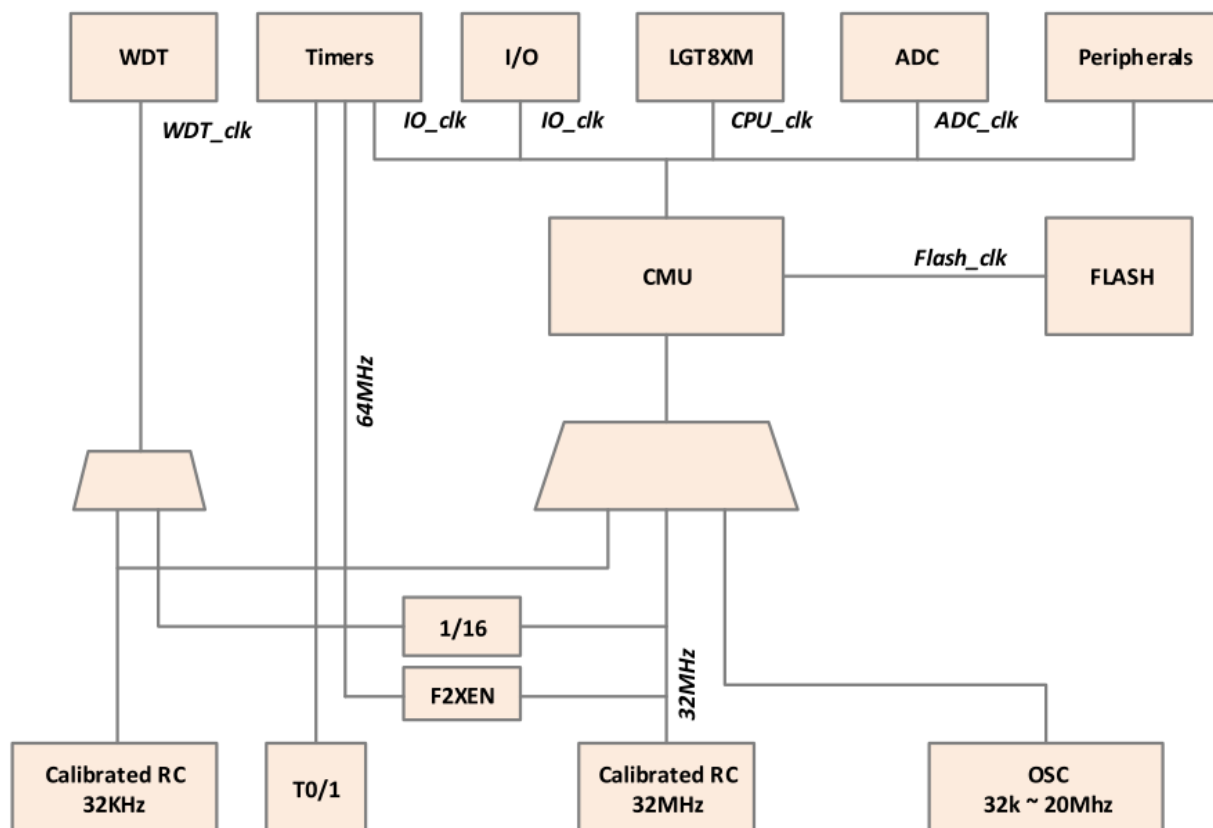 WDT
Timers
I/O
LGT8XM
ADC
Peripherals
WDT_clk
IO_clk
IO_clk
CPU_clk
ADC_clk
CMU
Flash_clk
FLASH
64MHz
1/16
F2XEN
32MHz
Calibrated RC
32KHz
T0/1
Calibrated RC
32MHz
OSC
32k ~ 20Mhz